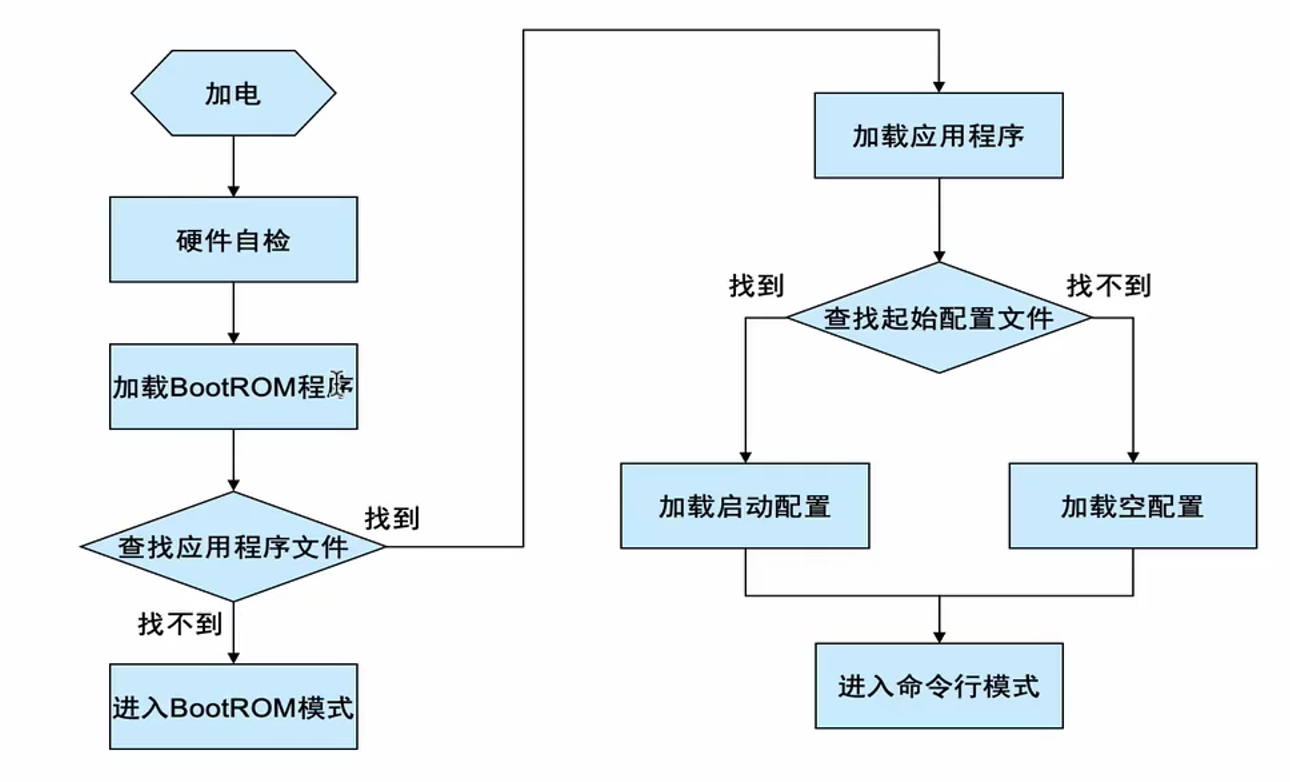 加电
硬件自检
加载BootROM程序
查找应用程序文件
找到
找不到
进入BootROM模式
加载应用程序
查找起始配置文件
找到
找不到
加载启动配置
加载空配置
进入命令行模式